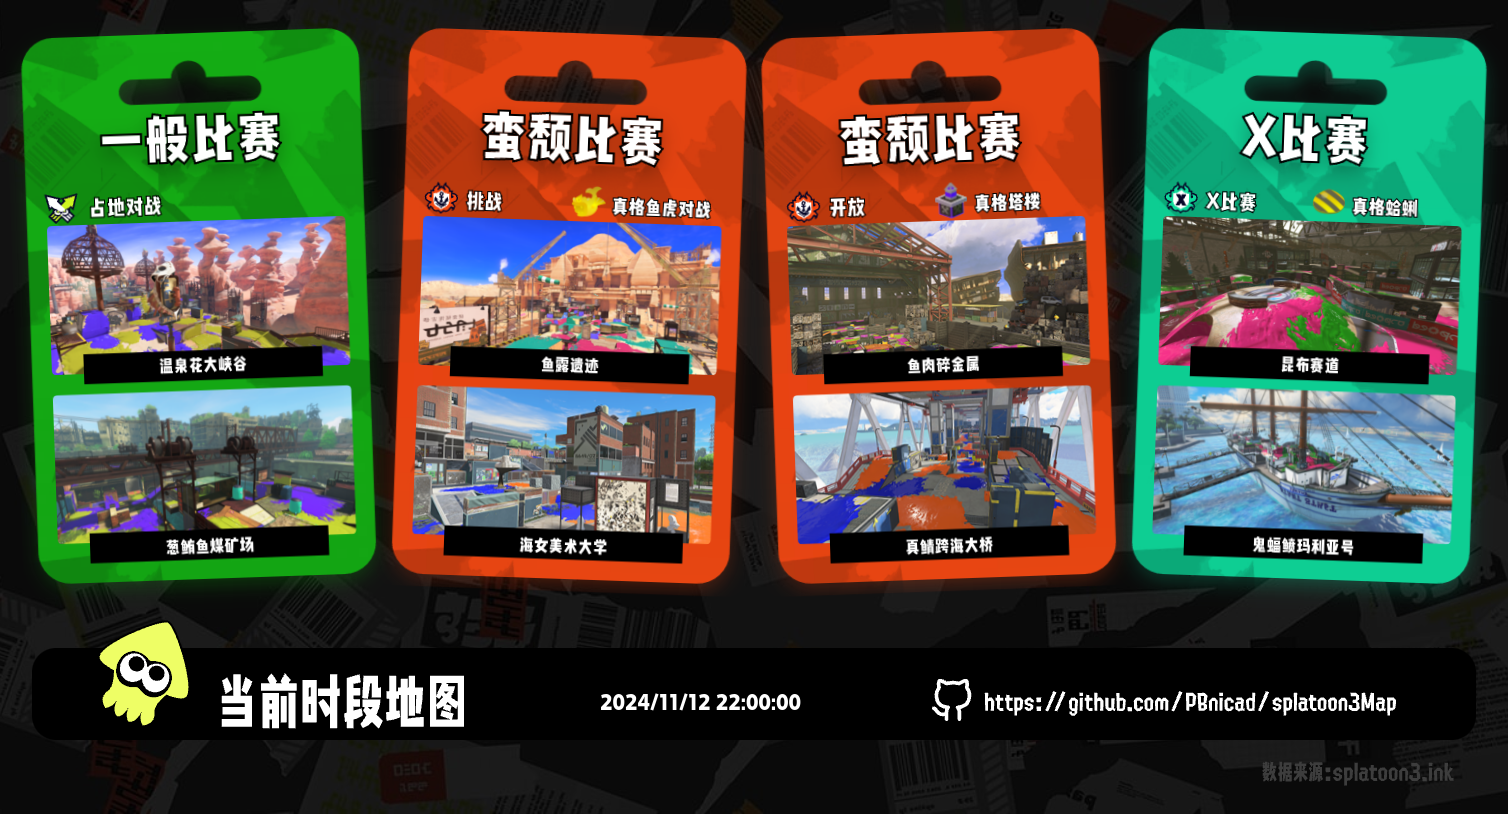 一般比赛
占地对战
温泉花大峡谷
葱鲔鱼煤矿场
蛮颓比赛
挑战
真格鱼虎对战
鱼露遗迹
海女美术大学
蛮颓比赛
开放
真格塔楼
鱼肉碎金属
真鲭跨海大桥
X比赛
X比赛
真格蛤蜊
昆布赛道
鬼蝠鲼玛利亚号
当前时段地图
2024/11/12 22:00:00
https://github.com/PBnicad/splatoon3Map
数据来源:splatoon3.ink